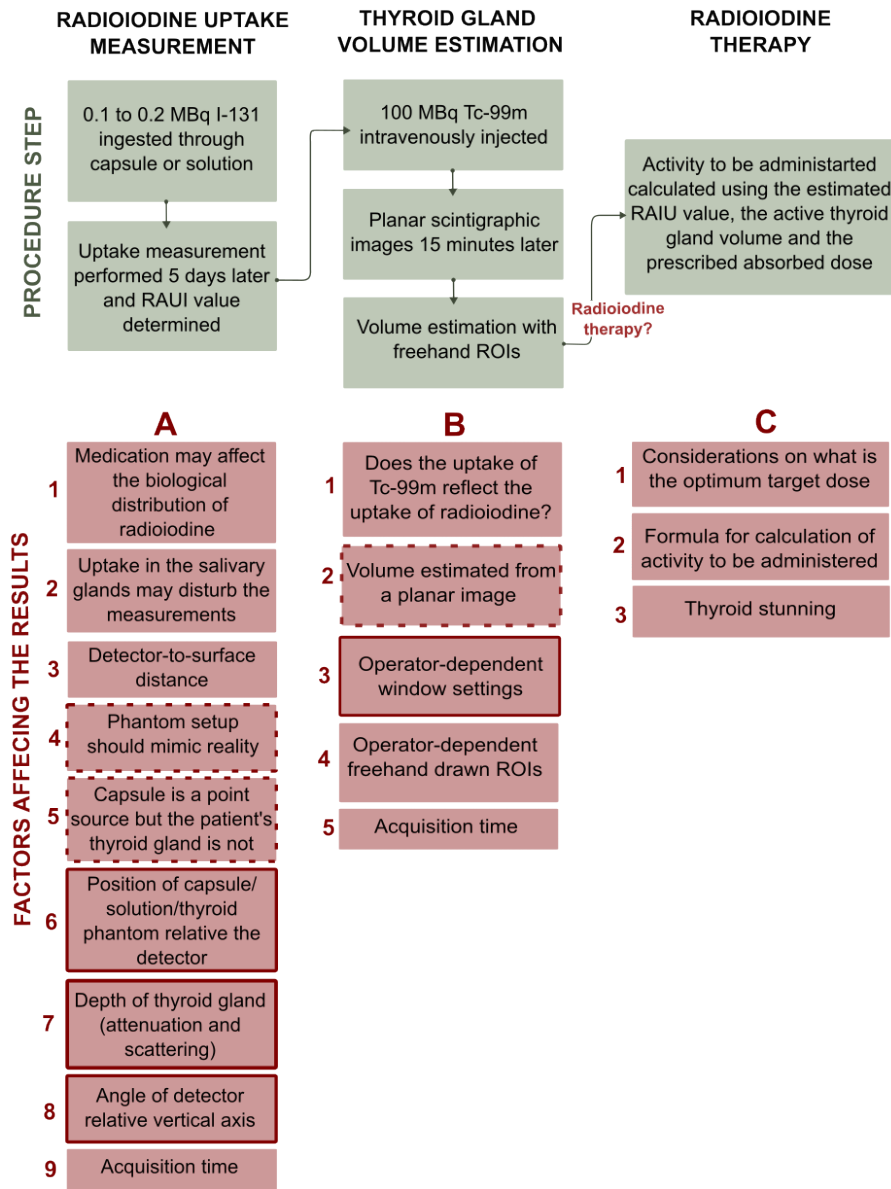 RADIOIODINE UPTAKE
MEASUREMENT
THYROID GLAND
VOLUME ESTIMATION
RADIOIODINE
THERAPY
PROCEDURE STEP
0.1 to 0.2 MBq I-131
ingested through
capsule or solution
Uptake measurement
performed 5 days later
and RAUI value
determined
100 MBq Tc-99m
intravenously injected
Planar scintigraphic
images 15 minutes later
Volume estimation with
freehand ROIs
Radioiodine
therapy?
Activity to be administarted
calculated using the estimated
RAIU value, the active thyroid
gland volume and the
prescribed absorbed dose
FACTORS AFFECING THE RESULTS
A
1
Medication may affect
the biological
distribution of
radioiodine
2
Uptake in the salivary
glands may disturb the
measurements
3
Detector-to-surface
distance
4
Phantom setup
should mimic reality
5
Capsule is a point
source but the patient's
thyroid gland is not
6
Position of capsule/
solution/thyroid
phantom relative the
detector
7
Depth of thyroid gland
(attenuation and
scattering)
8
Angle of detector
relative vertical axis
9
Acquisition time
B
1
Does the uptake of
Tc-99m reflect the
uptake of radioiodine?
2
Volume estimated from
a planar image
3
Operator-dependent
window settings
4
Operator-dependent
freehand drawn ROIs
5
Acquisition time
C
1
Considerations on what is
the optimum target dose
2
Formula for calculation of
activity to be administered
3
Thyroid stunning